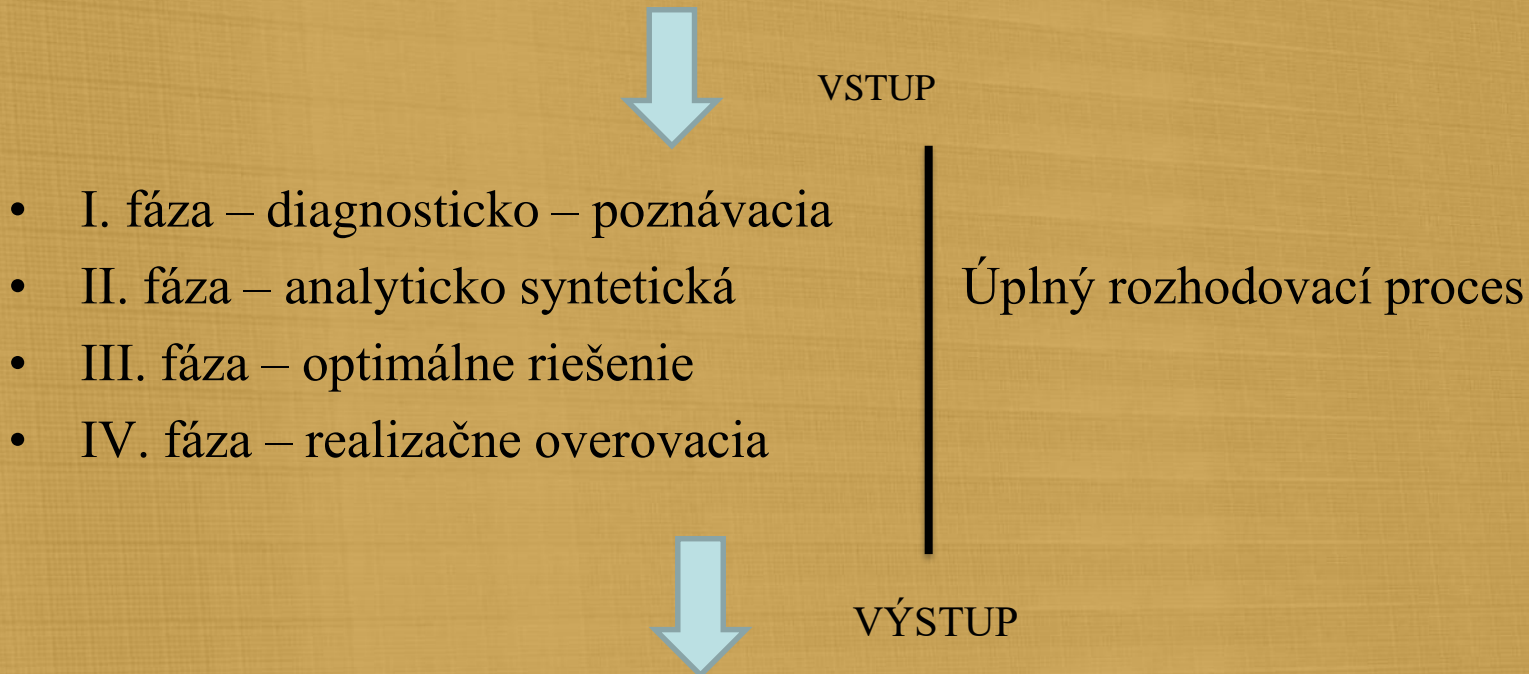 VSTUP
• I. fáza – diagnosticko – poznávacia
• II. fáza – analyticko syntetická
Úplný rozhodovací proces
• III. fáza – optimálne riešenie
• IV. fáza – realizačne overovacia
VÝSTUP